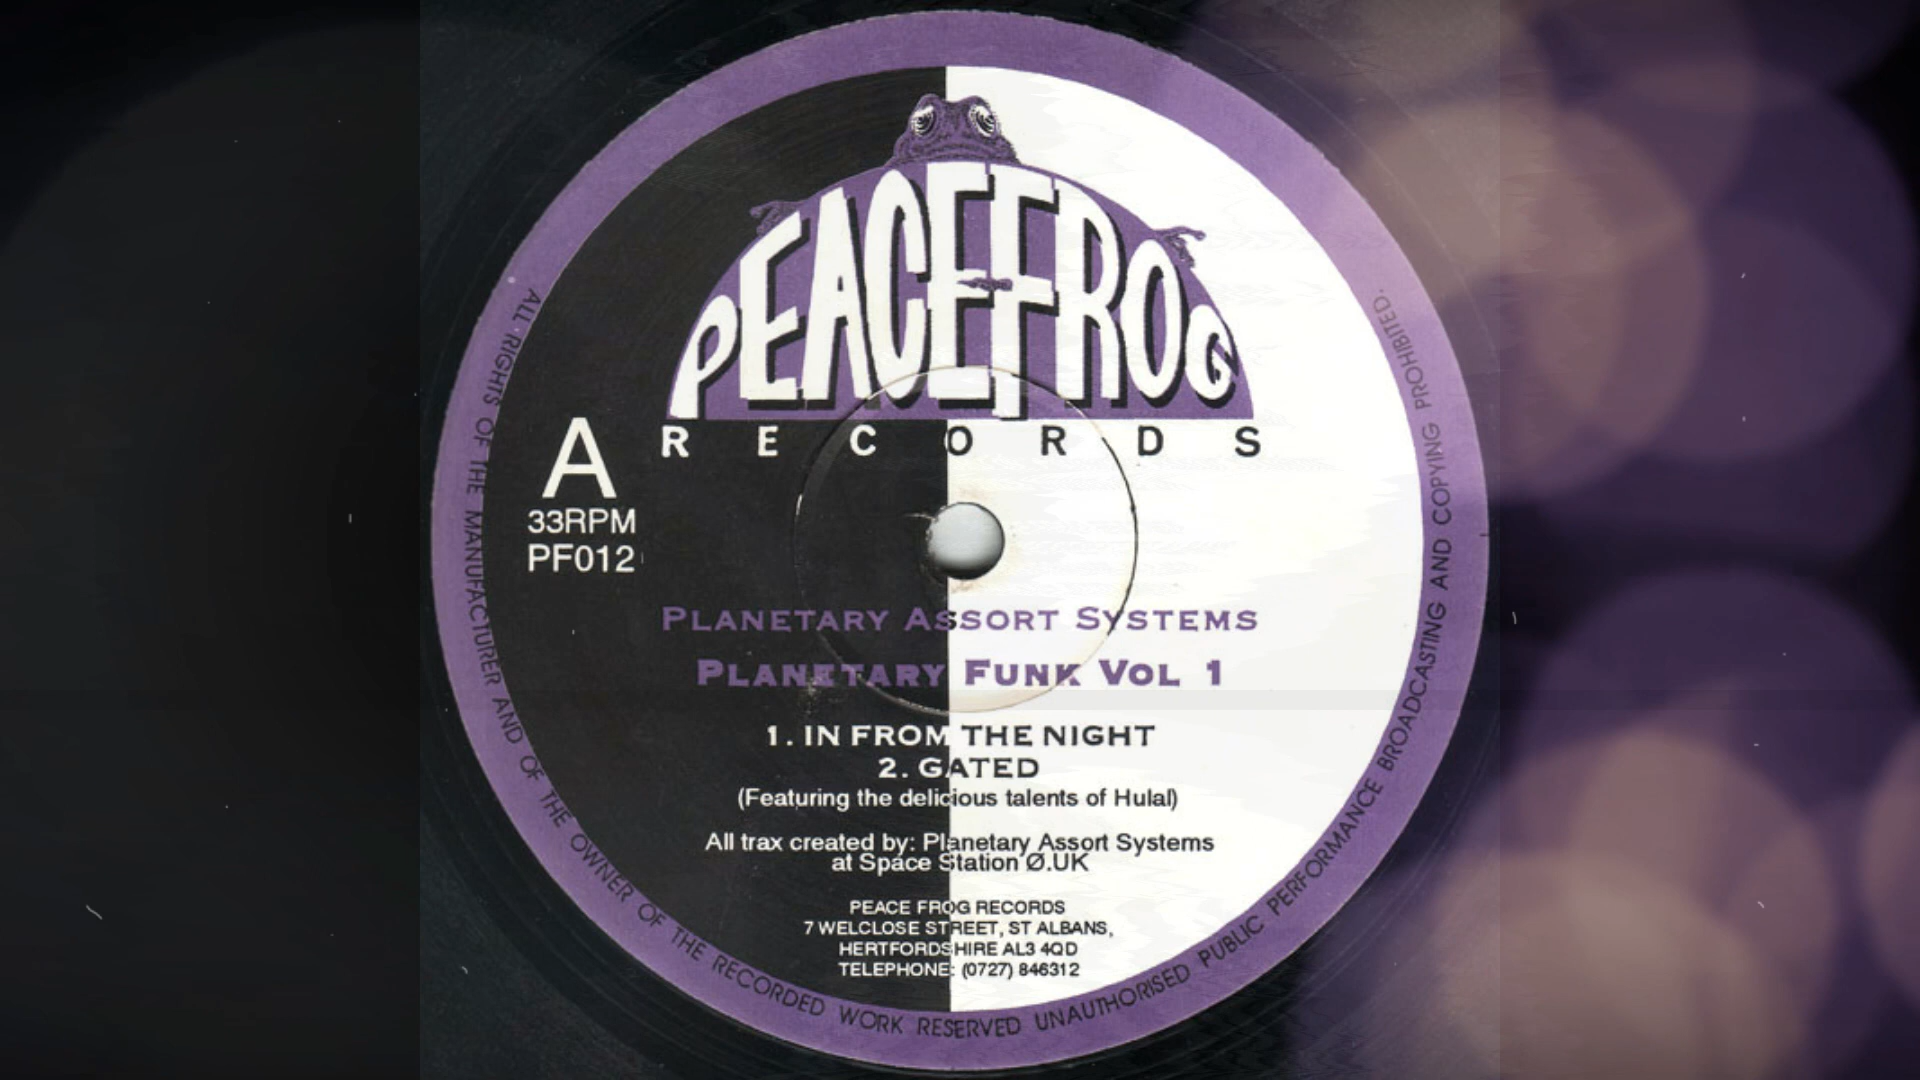 PEACEFROG
RECORDS
A
33RPM
PF012
PLANETARY ASSORT SYSTEMS
PLANETARY FUNK VOL 1
1. IN FROM THE NIGHT
2. GATED
(Featuring the delicious talents of Hulal)
All trax created by: Planetary Assort Systems
at Space Station Ø.UK
PEACE FROG RECORDS
7 WELCLOSE STREET, ST ALBANS,
HERTFORDSHIRE AL3 4QD
TELEPHONE: (0727) 846312
ALL RIGHTS OF THE MANUFACTURER AND OF THE OWNER OF THE RECORDED WORK RESERVED UNAUTHORISED PUBLIC PERFORMANCE BROADCASTING AND COPYING PROHIBITED.